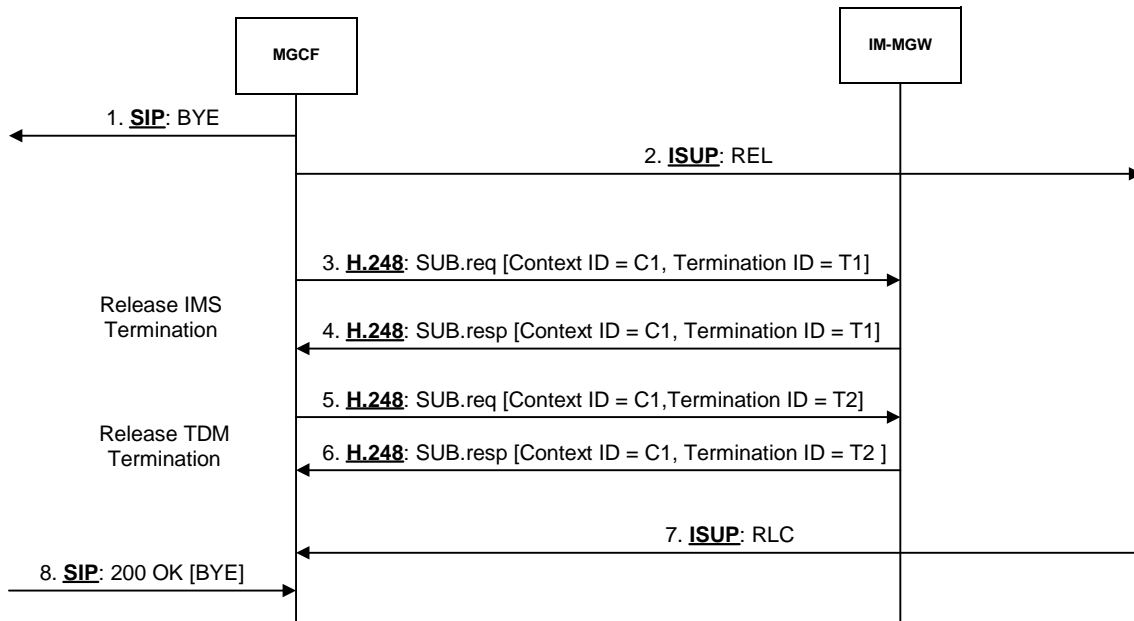 MGCF
IM-MGW
1. SIP: BYE
2. ISUP: REL
3. H.248: SUB.req [Context ID = C1, Termination ID = T1]
Release IMS
Termination
4. H.248: SUB.resp [Context ID = C1, Termination ID = T1]
5. H.248: SUB.req [Context ID = C1,Termination ID = T2]
Release TDM
Termination
6. H.248: SUB.resp [Context ID = C1, Termination ID = T2 ]
7. ISUP: RLC
8. SIP: 200 OK [BYE]